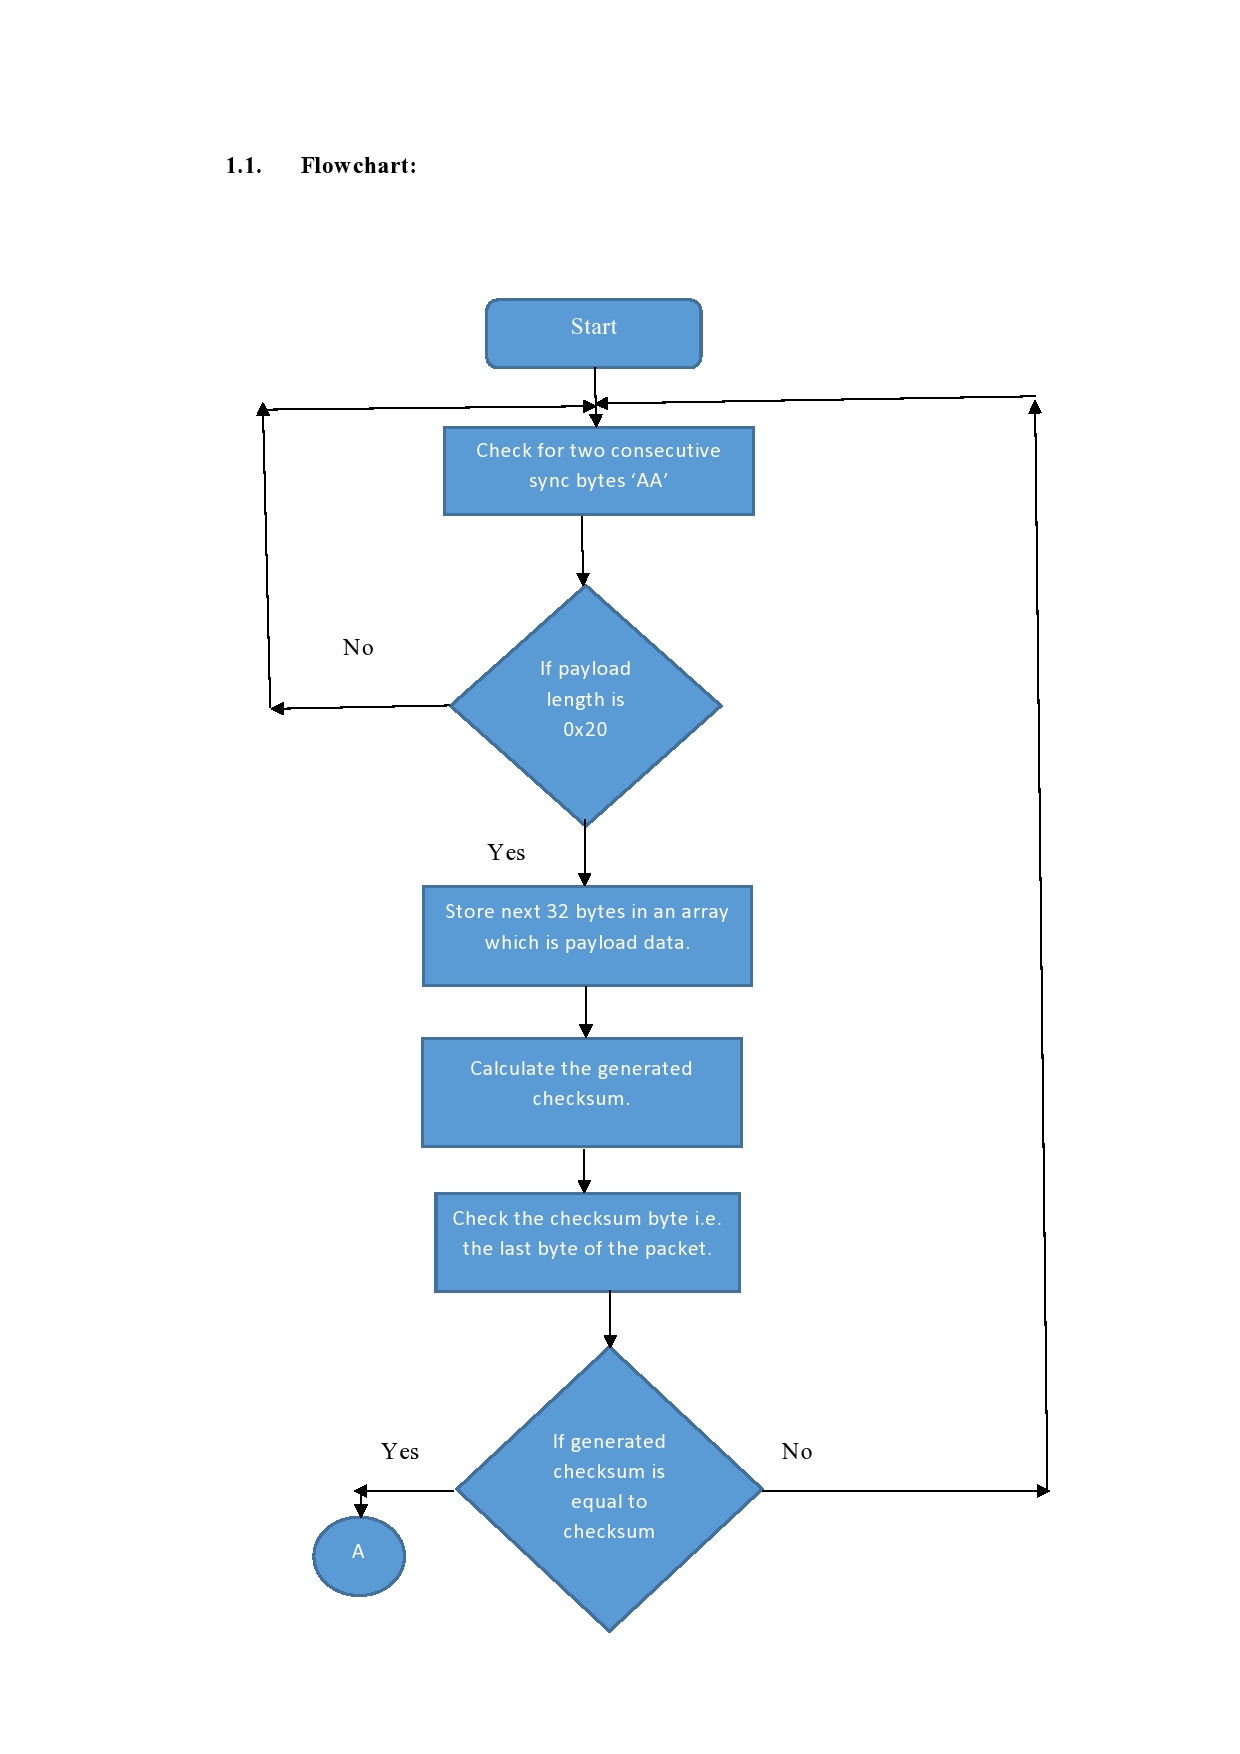 1.1. Flowchart:
Start
Check for two consecutive
sync bytes ‘AA’
No
If payload
length is
0x20
Yes
Store next 32 bytes in an array
which is payload data.
Calculate the generated
checksum.
Check the checksum byte i.e.
the last byte of the packet.
If generated
checksum is
equal to
checksum
Yes
No
A